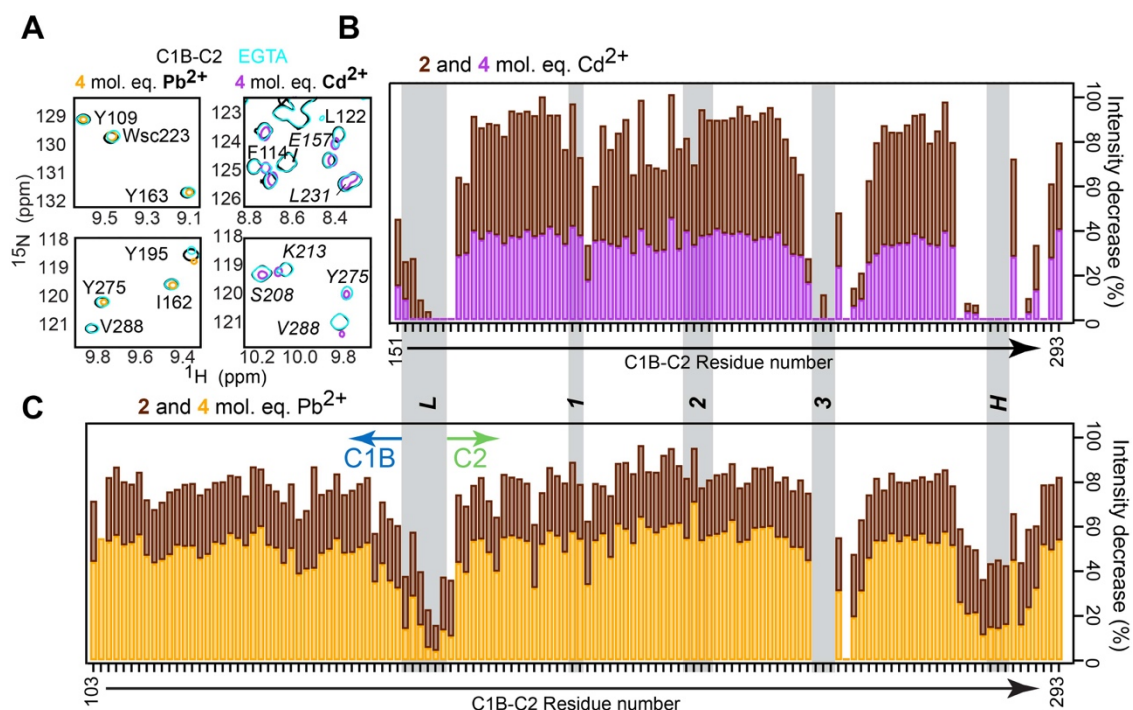 A
C1B-C2 EGTA
4 mol. eq. Pb2+
4 mol. eq. Cd2+
129
130
131
132
Y109
Wsc223
Y163
9.5 9.3 9.1
123
124
125
126
L122
E157
F114
L231
8.8 8.6 8.4
15N (ppm)
118
119
120
121
Y195
Y275
I162
V288
9.8 9.6 9.4
118
119
120
121
K213
S208
Y275
V288
10.2 10.0 9.8
1H (ppm)
B
2 and 4 mol. eq. Cd2+
100
80
60
40
20
0
Intensity decrease (%)
151
C1B-C2 Residue number
293
L 1 2 3 H
C
2 and 4 mol. eq. Pb2+
C1B C2
100
80
60
40
20
0
Intensity decrease (%)
103
C1B-C2 Residue number
293